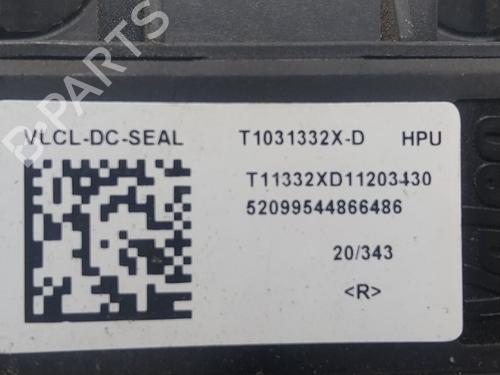 B-PARTS
VLCL-DC-SEAL T1031332X-D HPU
T11332XD11203430
52099544866486
20/343
<R>